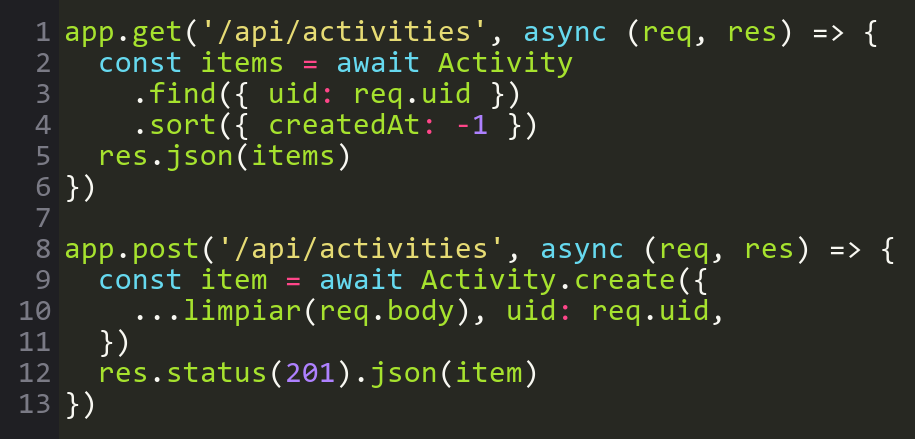 1 app.get('/api/activities', async (req, res) => {
2   const items = await Activity
3     .find({ uid: req.uid })
4     .sort({ createdAt: -1 })
5   res.json(items)
6 })
7
8 app.post('/api/activities', async (req, res) => {
9   const item = await Activity.create({
10     ...limpiar(req.body), uid: req.uid,
11   })
12   res.status(201).json(item)
13 })